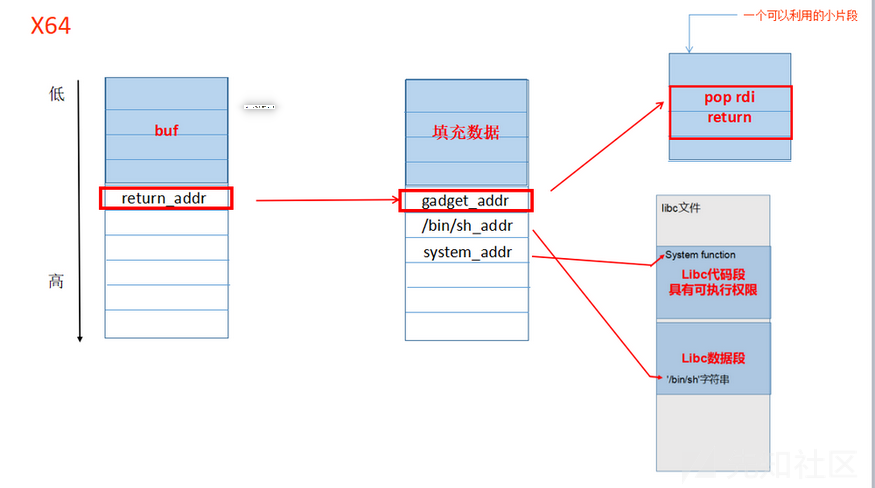 X64
一个可以利用的小片段
低
高
buf
return_addr
填充数据
gadget_addr
/bin/sh_addr
system_addr
pop rdi
return
libc文件
System function
Libc代码段
具有可执行权限
Libc数据段
'/bin/sh'字符串